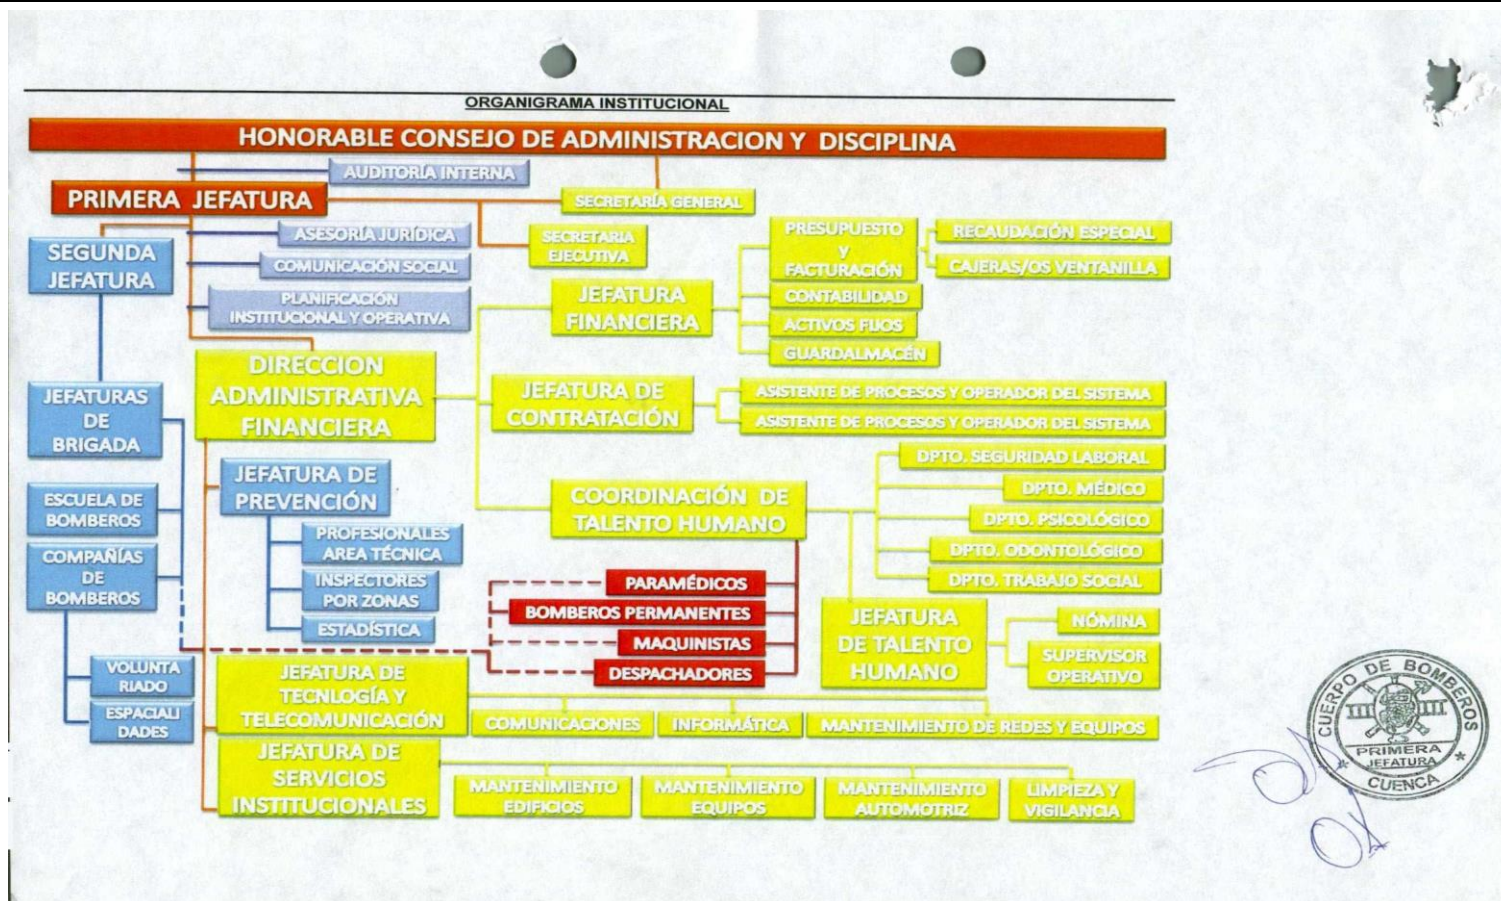 ORGANIGRAMA INSTITUCIONAL
HONORABLE CONSEJO DE ADMINISTRACION Y DISCIPLINA
AUDITORÍA INTERNA
PRIMERA JEFATURA
SECRETARÍA GENERAL
ASESORÍA JURÍDICA
SECRETARIA
EJECUTIVA
SEGUNDA
JEFATURA
COMUNICACIÓN SOCIAL
PLANIFICACIÓN
INSTITUCIONAL Y OPERATIVA
PRESUPUESTO
Y
FACTURACIÓN
RECAUDACIÓN ESPECIAL
CAJERAS/OS VENTANILLA
JEFATURA
FINANCIERA
CONTABILIDAD
ACTIVOS FIJOS
GUARDALMACÉN
DIRECCION
ADMINISTRATIVA
FINANCIERA
JEFATURA DE
CONTRATACIÓN
ASISTENTE DE PROCESOS Y OPERADOR DEL SISTEMA
ASISTENTE DE PROCESOS Y OPERADOR DEL SISTEMA
JEFATURAS
DE
BRIGADA
JEFATURA DE
PREVENCIÓN
COORDINACIÓN DE
TALENTO HUMANO
DPTO. SEGURIDAD LABORAL
DPTO. MÉDICO
DPTO. PSICOLÓGICO
DPTO. ODONTOLÓGICO
DPTO. TRABAJO SOCIAL
ESCUELA DE
BOMBEROS
COMPAÑÍAS
DE
BOMBEROS
PROFESIONALES
AREA TÉCNICA
INSPECTORES
POR ZONAS
ESTADÍSTICA
PARAMÉDICOS
BOMBEROS PERMANENTES
MAQUINISTAS
DESPACHADORES
JEFATURA
DE TALENTO
HUMANO
NÓMINA
SUPERVISOR
OPERATIVO
VOLUNTA
RIADO
ESPACIALI
DADES
JEFATURA DE
TECNLOGÍA Y
TELECOMUNICACIÓN
COMUNICACIONES
INFORMÁTICA
MANTENIMIENTO DE REDES Y EQUIPOS
JEFATURA DE
SERVICIOS
INSTITUCIONALES
MANTENIMIENTO
EDIFICIOS
MANTENIMIENTO
EQUIPOS
MANTENIMIENTO
AUTOMOTRIZ
LIMPIEZA Y
VIGILANCIA
CUERPO DE BOMBEROS
PRIMERA
JEFATURA
CUENCA